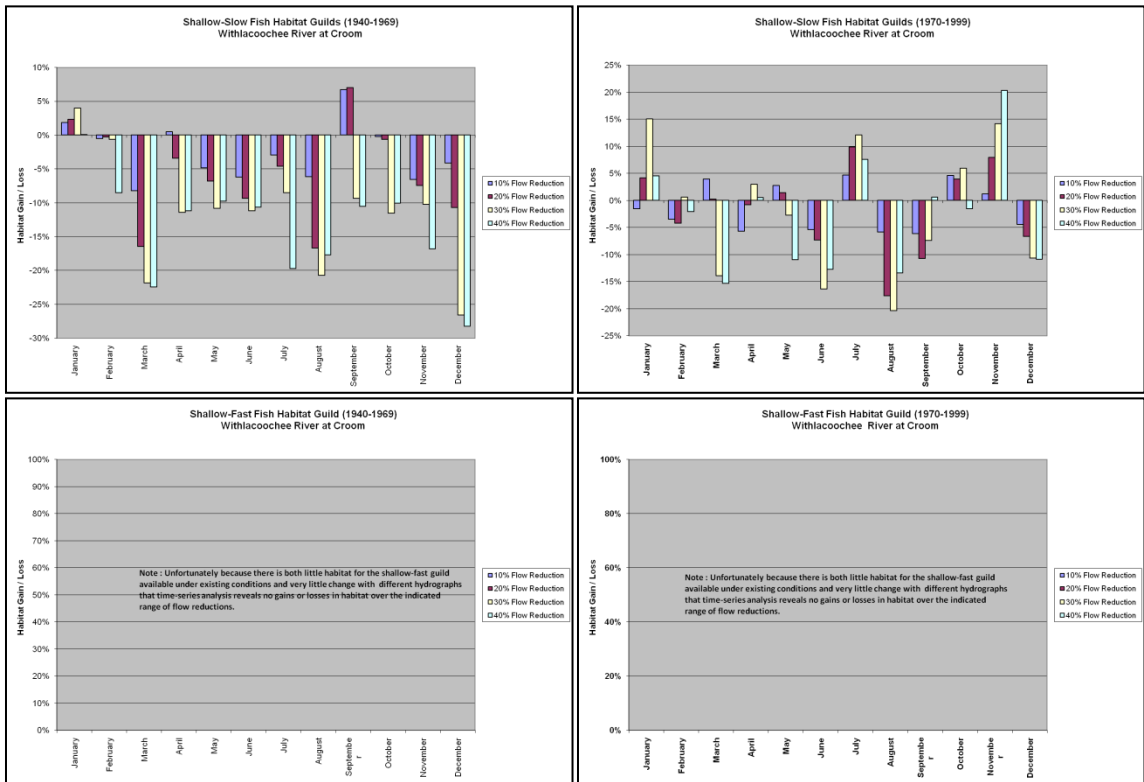 Shallow-Slow Fish Habitat Guilds (1940-1969)
Withlacoochee River at Croom
10%
5%
0%
-5%
-10%
-15%
-20%
-25%
-30%
Habitat Gain / Loss
January
February
March
April
May
June
July
August
September
October
November
December
10% Flow Reduction
20% Flow Reduction
30% Flow Reduction
40% Flow Reduction
Shallow-Slow Fish Habitat Guilds (1970-1999)
Withlacoochee River at Croom
25%
20%
15%
10%
5%
0%
-5%
-10%
-15%
-20%
-25%
Habitat Gain / Loss
January
February
March
April
May
June
July
August
September
October
November
December
10% Flow Reduction
20% Flow Reduction
30% Flow Reduction
40% Flow Reduction
Shallow-Fast Fish Habitat Guild (1940-1969)
Withlacoochee River at Croom
100%
90%
80%
70%
60%
50%
40%
30%
20%
10%
0%
Habitat Gain / Loss
Note : Unfortunately because there is both little habitat for the shallow-fast guild
available under existing conditions and very little change with different hydrographs
that time-series analysis reveals no gains or losses in habitat over the indicated
range of flow reductions.
January
February
March
April
May
June
July
August
Septembe
r
October
November
December
10% Flow Reduction
20% Flow Reduction
30% Flow Reduction
40% Flow Reduction
Shallow-Fast Fish Habitat Guild (1970-1999)
Withlacoochee River at Croom
100%
80%
60%
40%
20%
0%
Habitat Gain / Loss
Note : Unfortunately because there is both little habitat for the shallow-fast guild
available under existing conditions and very little change with different hydrographs
that time-series analysis reveals no gains or losses in habitat over the indicated
range of flow reductions.
January
February
March
April
May
June
July
August
Septembe
r
October
Novembe
r
December
10% Flow Reduction
20% Flow Reduction
30% Flow Reduction
40% Flow Reduction